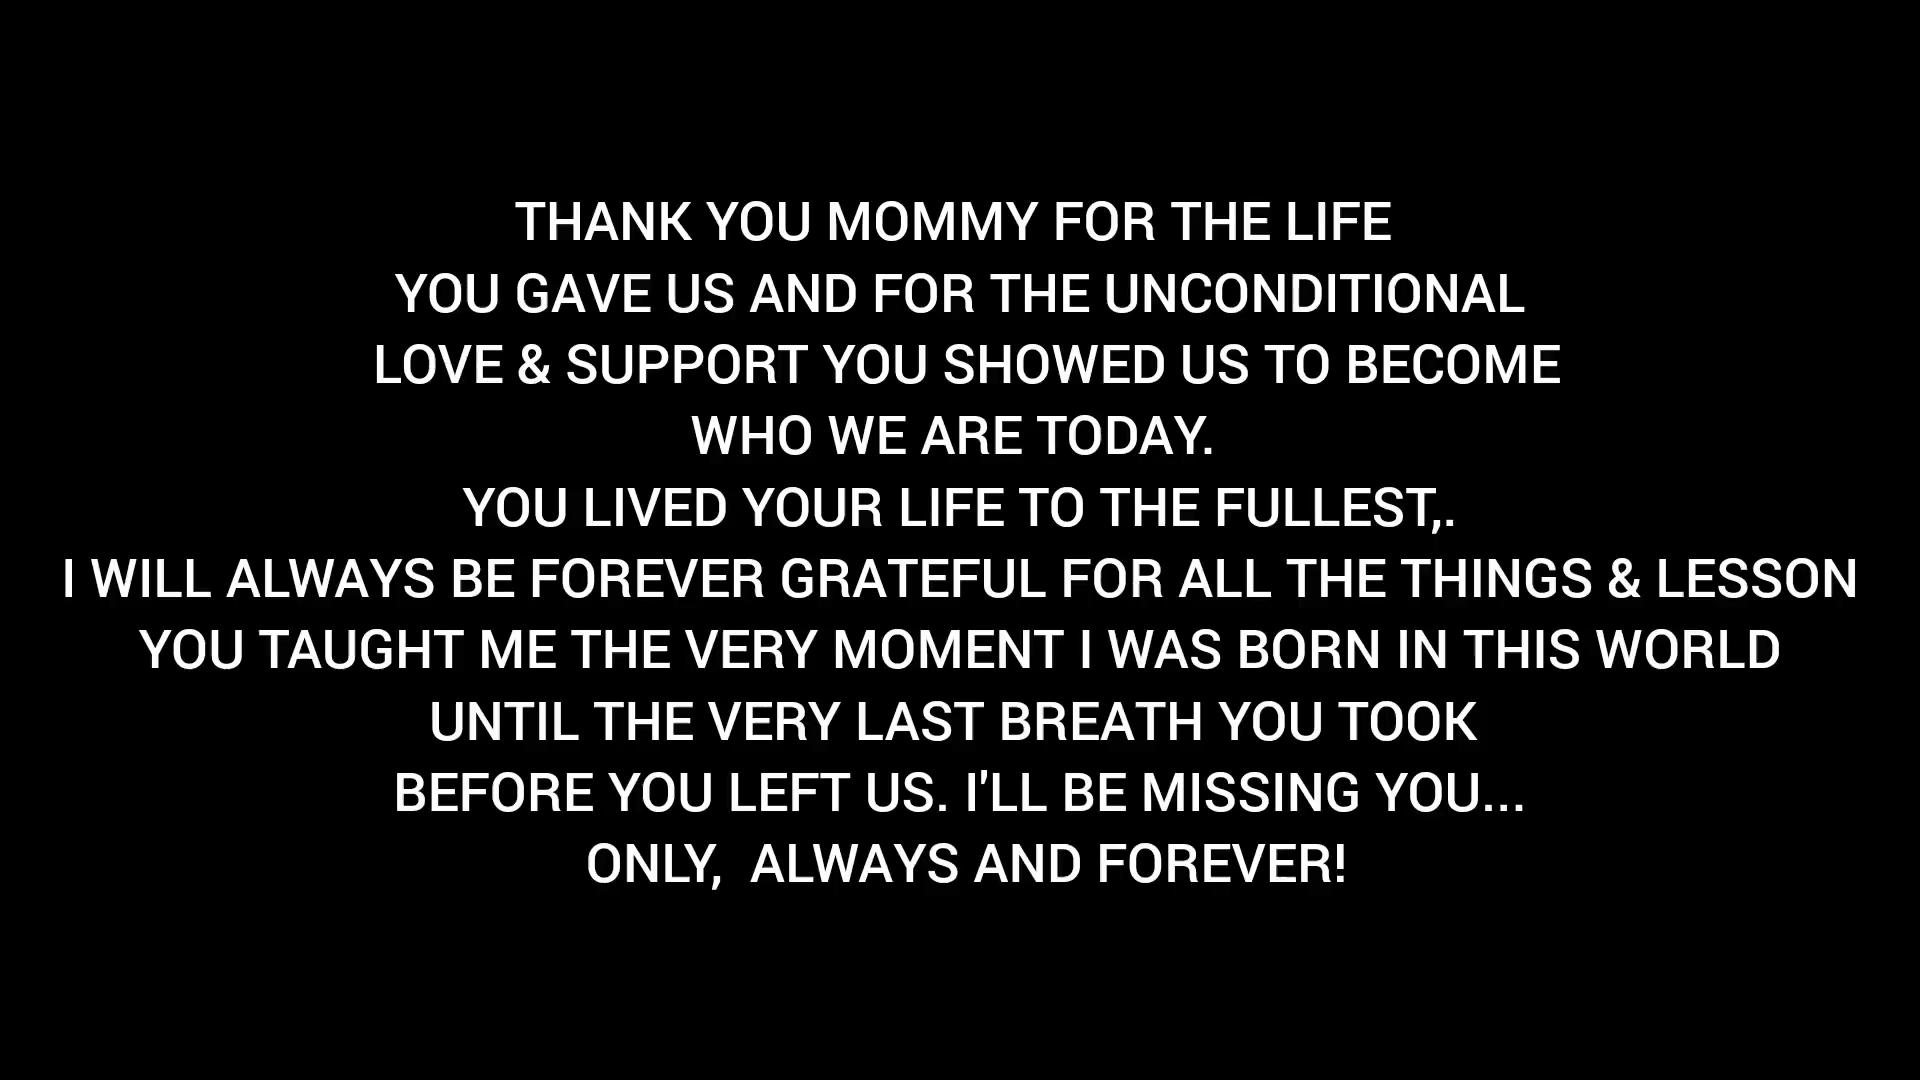 THANK YOU MOMMY FOR THE LIFE
YOU GAVE US AND FOR THE UNCONDITIONAL
LOVE & SUPPORT YOU SHOWED US TO BECOME
WHO WE ARE TODAY.
YOU LIVED YOUR LIFE TO THE FULLEST,.
I WILL ALWAYS BE FOREVER GRATEFUL FOR ALL THE THINGS & LESSON
YOU TAUGHT ME THE VERY MOMENT I WAS BORN IN THIS WORLD
UNTIL THE VERY LAST BREATH YOU TOOK
BEFORE YOU LEFT US. I'LL BE MISSING YOU...
ONLY,  ALWAYS AND FOREVER!